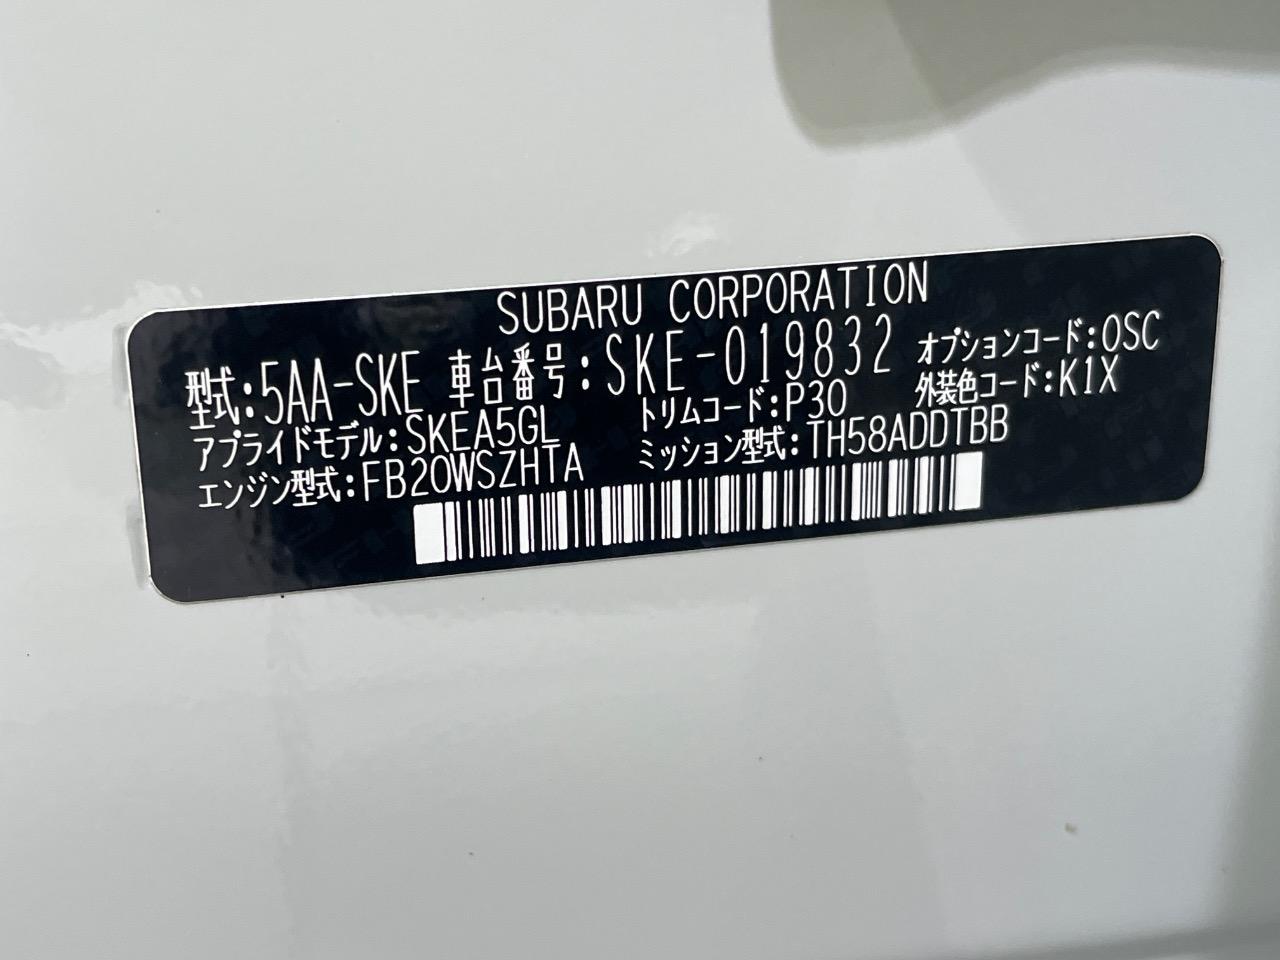 SUBARU CORPORATION
型式:5AA-SKE 車台番号:SKE-019832 オプションコード:OSC
アプライドモデル:SKEA5GL トリムコード:P30 外装色コード:K1X
エンジン型式:FB20WSZHTA ミッション型式:TH58ADDTBB